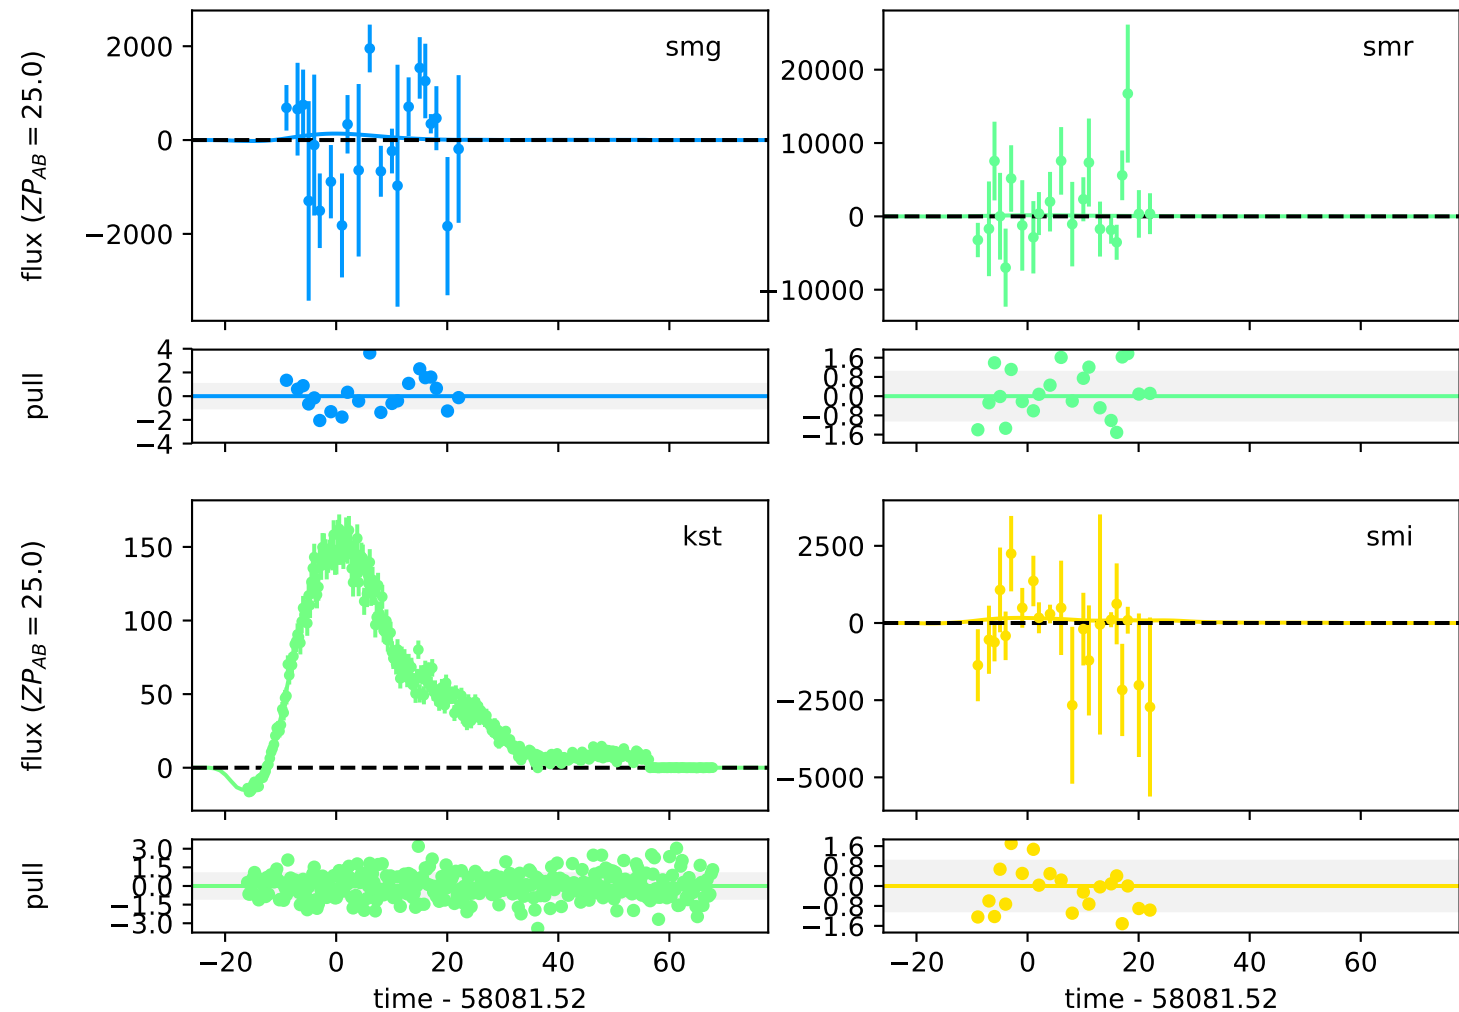 smg
flux (ZP_AB = 25.0)
2000
0
−2000
smr
20000
10000
0
−10000
pull
4
2
0
−2
−4
1.6
0.8
0.0
−0.8
−1.6
kst
flux (ZP_AB = 25.0)
150
100
50
0
smi
2500
0
−2500
−5000
pull
3.0
1.5
0.0
−1.5
−3.0
1.6
0.8
0.0
−0.8
−1.6
−20 0 20 40 60
−20 0 20 40 60
time - 58081.52
time - 58081.52